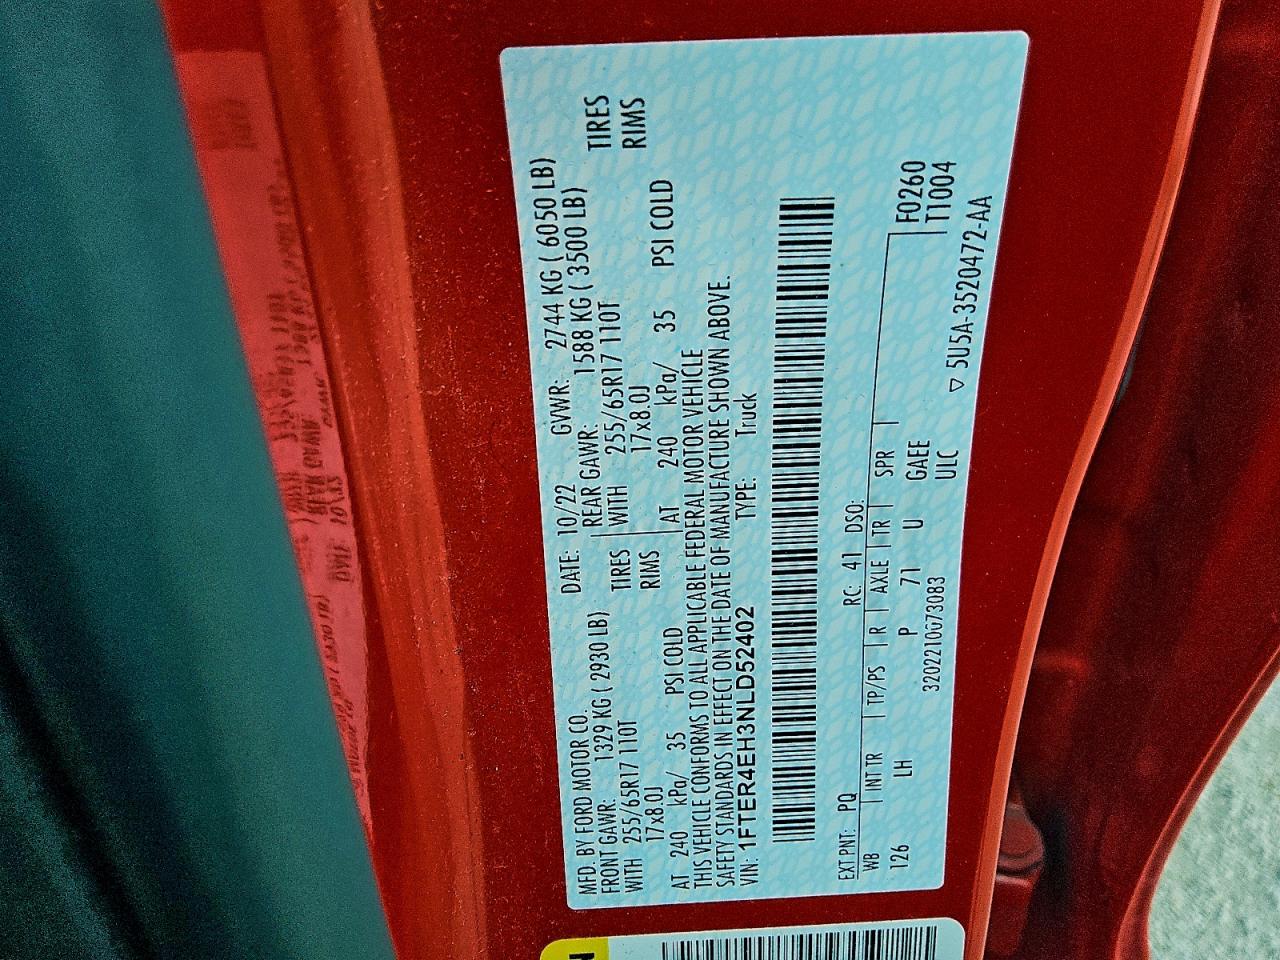 MFD. BY FORD MOTOR CO. DATE: 10/22 GVWR: 2744 KG ( 6050 LB)
FRONT GAWR: 1329 KG ( 2930 LB) REAR GAWR: 1588 KG ( 3500 LB)
WITH 255/65R17 110T TIRES WITH 255/65R17 110T TIRES
17x8.0J RIMS 17x8.0J RIMS
AT 240 kPa/ 35 PSI COLD AT 240 kPa/ 35 PSI COLD
THIS VEHICLE CONFORMS TO ALL APPLICABLE FEDERAL MOTOR VEHICLE
SAFETY STANDARDS IN EFFECT ON THE DATE OF MANUFACTURE SHOWN ABOVE.
VIN: 1FTER4EH3NLD52402 TYPE: Truck
EXT PNT: PQ RC: 41 DSO:
WB INT TR TP/PS R AXLE TR SPR F0260
126 LH P 71 U GAEE T1004
3202210073083 ULC
▽ 5U5A-3520472-AA